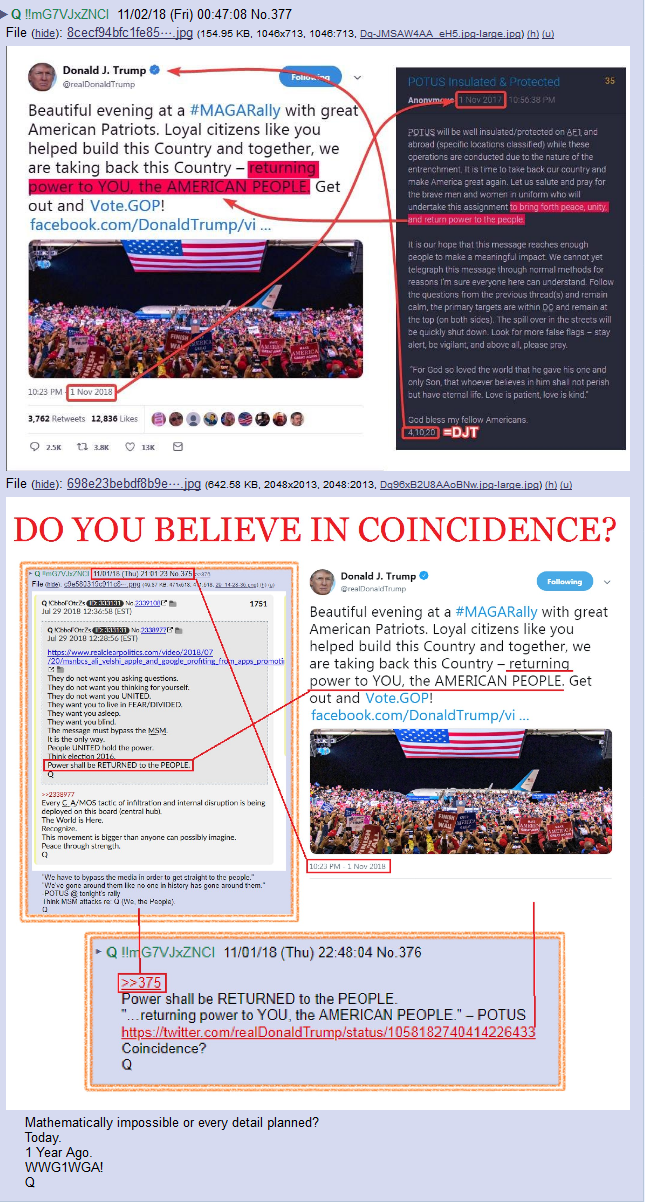 Q !!mG7VJxZNCI 11/02/18 (Fri) 00:47:08 No.377
File (hide): 8cecf94bfc1fe85⋯.jpg (154.95 KB, 1046x713, 1046:713, Dq-JMSAW4AA_eH5.jpg-large.jpg) (h) (u)
Donald J. Trump
@realDonaldTrump
Following
Beautiful evening at a #MAGARally with great
American Patriots. Loyal citizens like you
helped build this Country and together, we
are taking back this Country – returning
power to YOU, the AMERICAN PEOPLE. Get
out and Vote.GOP!
facebook.com/DonaldTrump/vi ...
10:23 PM - 1 Nov 2018
3,762 Retweets 12,836 Likes
2.5K 3.8K 13K
POTUS Insulated & Protected 35
Anonymous 1 Nov 2017 10:56:38 PM
POTUS will be well insulated/protected on AF1 and
abroad (specific locations classified) while these
operations are conducted due to the nature of the
entrenchment. It is time to take back our country and
make America great again. Let us salute and pray for
the brave men and women in uniform who will
undertake this assignment to bring forth peace, unity,
and return power to the people.
It is our hope that this message reaches enough
people to make a meaningful impact. We cannot yet
telegraph this message through normal methods for
reasons I'm sure everyone here can understand. Follow
the questions from the previous thread(s) and remain
calm, the primary targets are within DC and remain at
the top (on both sides). The spill over in the streets will
be quickly shut down. Look for more false flags – stay
alert, be vigilant, and above all, please pray.
"For God so loved the world that he gave his one and
only Son, that whoever believes in him shall not perish
but have eternal life. Love is patient, love is kind."
God bless my fellow Americans.
4,10,20 =DJT
File (hide): 698e23bebdf8b9e⋯.jpg (642.58 KB, 2048x2013, 2048:2013, Dq96xB2U8AAoBNw.jpg-large.jpg) (h) (u)
DO YOU BELIEVE IN COINCIDENCE?
Q !!mG7VJxZNCI 11/01/18 (Thu) 21:01:23 No.375 >>376
File (hide):
Q !CbboFOtcZs ID: 333131 No.2339108
1751
Jul 29 2018 12:36:58 (EST)
Q !CbboFOtcZs ID: 333131 No.2338977
Jul 29 2018 12:28:56 (EST)
https://www.realclearpolitics.com/video/2018/07
/20/msnbcs_ali_velshi_apple_and_google_profiting_from_apps_promoti
They do not want you asking questions.
They do not want you thinking for yourself.
They do not want you UNITED.
They want you to live in FEAR/DIVIDED.
They want you asleep.
They want you blind.
The message must bypass the MSM.
It is the only way.
People UNITED hold the power.
Think election 2016.
Power shall be RETURNED to the PEOPLE.
Q
>>2338977
Every C_A/MOS tactic of infiltration and internal disruption is being
deployed on this board (central hub).
The World is Here.
Recognize.
This movement is bigger than anyone can possibly imagine.
Peace through strength.
Q
"We have to bypass the media in order to get straight to the people."
"We've gone around them like no one in history has gone around them."
POTUS @ tonight's rally
Think MSM attacks re: Q (We, the People).
Q
Donald J. Trump
@realDonaldTrump
Following
Beautiful evening at a #MAGARally with great
American Patriots. Loyal citizens like you
helped build this Country and together, we
are taking back this Country – returning
power to YOU, the AMERICAN PEOPLE. Get
out and Vote.GOP!
facebook.com/DonaldTrump/vi ...
10:23 PM - 1 Nov 2018
Q !!mG7VJxZNCI 11/01/18 (Thu) 22:48:04 No.376
>>375
Power shall be RETURNED to the PEOPLE.
"...returning power to YOU, the AMERICAN PEOPLE." – POTUS
https://twitter.com/realDonaldTrump/status/1058182740414226433
Coincidence?
Q
Mathematically impossible or every detail planned?
Today.
1 Year Ago.
WWG1WGA!
Q